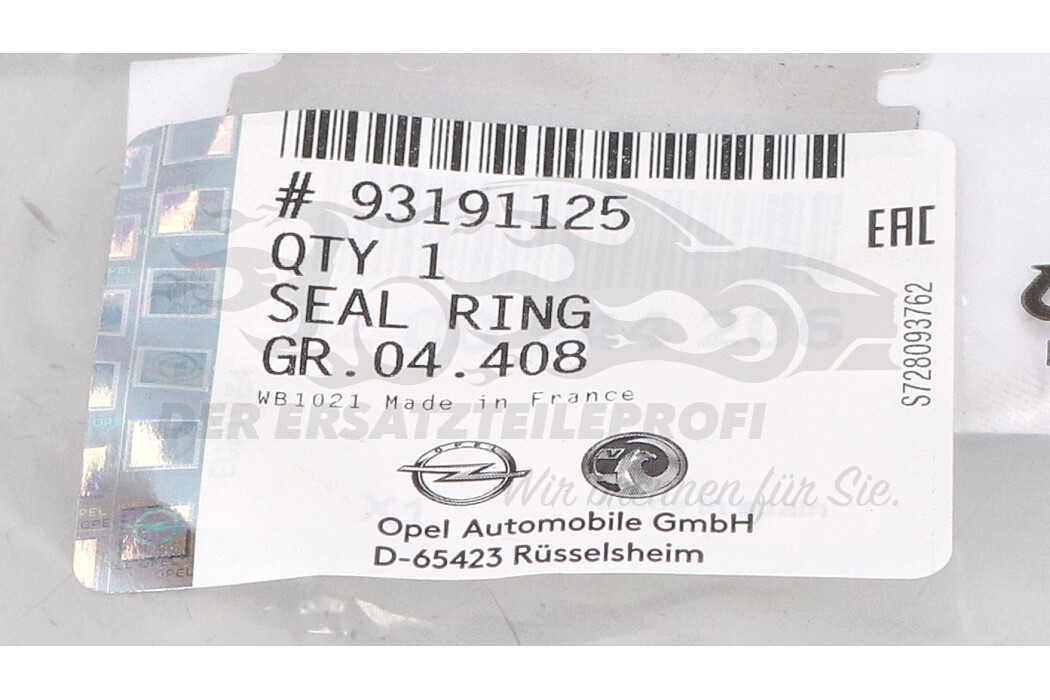 # 93191125
QTY 1
SEAL RING
GR.04.408
WB1021 Made in France
EAC
S728093762
DER ERSATZTEILEPROFI
OPEL
Wir brennen für Sie.
Opel Automobile GmbH
D-65423 Rüsselsheim